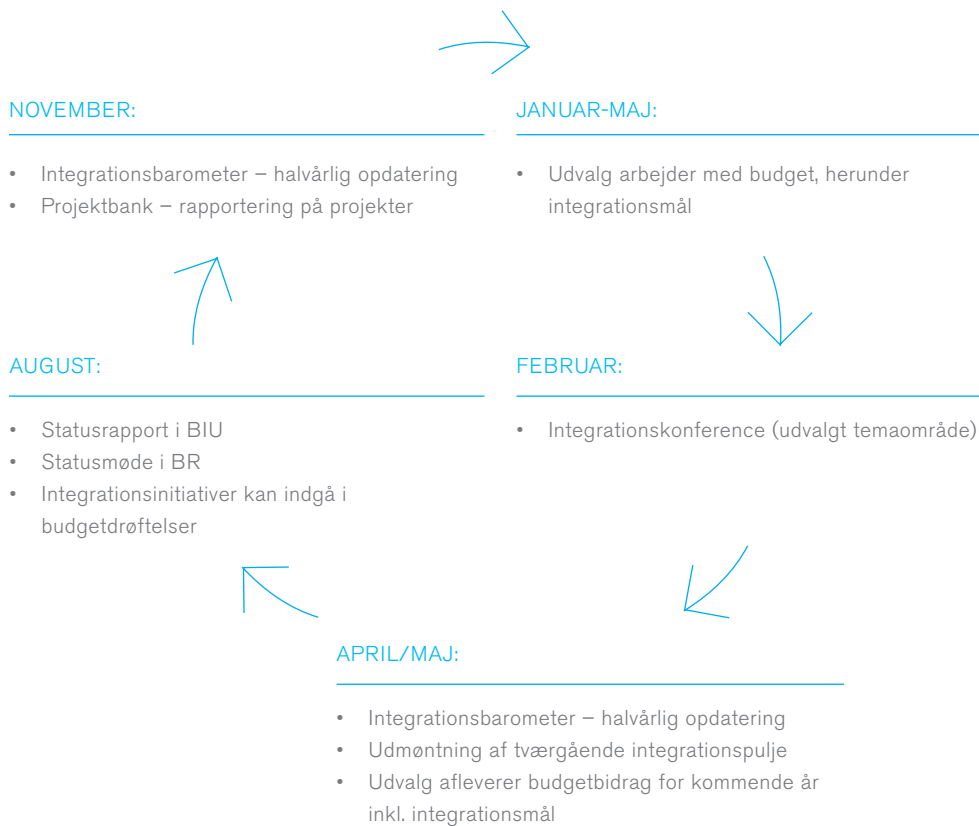 NOVEMBER:
• Integrationsbarometer – halvårlig opdatering
• Projektbank – rapportering på projekter
JANUAR-MAJ:
• Udvalg arbejder med budget, herunder
integrationsmål
AUGUST:
• Statusrapport i BIU
• Statusmøde i BR
• Integrationsinitiativer kan indgå i
budgetdrøftelser
FEBRUAR:
• Integrationskonference (udvalgt temaområde)
APRIL/MAJ:
• Integrationsbarometer – halvårlig opdatering
• Udmøntning af tværgående integrationspulje
• Udvalg afleverer budgetbidrag for kommende år
inkl. integrationsmål